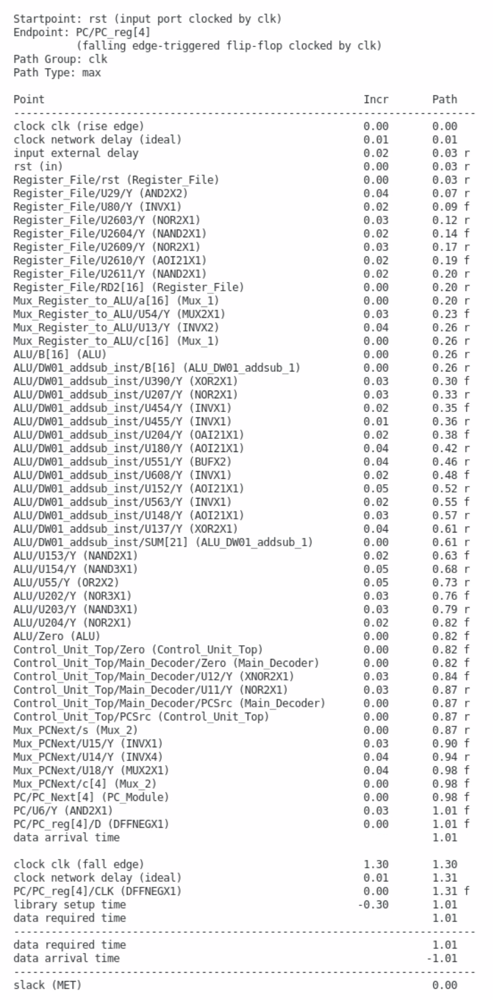 Startpoint: rst (input port clocked by clk)
Endpoint: PC/PC_reg[4]
(falling edge-triggered flip-flop clocked by clk)
Path Group: clk
Path Type: max
Point Incr Path
--------------------------------------------------------------------------
clock clk (rise edge) 0.00 0.00
clock network delay (ideal) 0.01 0.01
input external delay 0.02 0.03 r
rst (in) 0.00 0.03 r
Register_File/rst (Register_File) 0.00 0.03 r
Register_File/U29/Y (AND2X2) 0.04 0.07 r
Register_File/U80/Y (INVX1) 0.02 0.09 f
Register_File/U2603/Y (NOR2X1) 0.03 0.12 r
Register_File/U2604/Y (NAND2X1) 0.02 0.14 f
Register_File/U2609/Y (NOR2X1) 0.03 0.17 r
Register_File/U2610/Y (AOI21X1) 0.02 0.19 f
Register_File/U2611/Y (NAND2X1) 0.02 0.20 r
Register_File/RD2[16] (Register_File) 0.00 0.20 r
Mux_Register_to_ALU/a[16] (Mux_1) 0.00 0.20 r
Mux_Register_to_ALU/U54/Y (MUX2X1) 0.03 0.23 f
Mux_Register_to_ALU/U13/Y (INVX2) 0.04 0.26 r
Mux_Register_to_ALU/c[16] (Mux_1) 0.00 0.26 r
ALU/B[16] (ALU) 0.00 0.26 r
ALU/DW01_addsub_inst/B[16] (ALU_DW01_addsub_1) 0.00 0.26 r
ALU/DW01_addsub_inst/U390/Y (XOR2X1) 0.03 0.30 f
ALU/DW01_addsub_inst/U207/Y (NOR2X1) 0.03 0.33 r
ALU/DW01_addsub_inst/U454/Y (INVX1) 0.02 0.35 f
ALU/DW01_addsub_inst/U455/Y (INVX1) 0.01 0.36 r
ALU/DW01_addsub_inst/U204/Y (OAI21X1) 0.02 0.38 f
ALU/DW01_addsub_inst/U180/Y (AOI21X1) 0.04 0.42 r
ALU/DW01_addsub_inst/U551/Y (BUFX2) 0.04 0.46 r
ALU/DW01_addsub_inst/U608/Y (INVX1) 0.02 0.48 f
ALU/DW01_addsub_inst/U152/Y (AOI21X1) 0.05 0.52 r
ALU/DW01_addsub_inst/U563/Y (INVX1) 0.02 0.55 f
ALU/DW01_addsub_inst/U148/Y (AOI21X1) 0.03 0.57 r
ALU/DW01_addsub_inst/U137/Y (XOR2X1) 0.04 0.61 r
ALU/DW01_addsub_inst/SUM[21] (ALU_DW01_addsub_1) 0.00 0.61 r
ALU/U153/Y (NAND2X1) 0.02 0.63 f
ALU/U154/Y (NAND3X1) 0.05 0.68 r
ALU/U55/Y (OR2X2) 0.05 0.73 r
ALU/U202/Y (NOR3X1) 0.03 0.76 f
ALU/U203/Y (NAND3X1) 0.03 0.79 r
ALU/U204/Y (NOR2X1) 0.02 0.82 f
ALU/Zero (ALU) 0.00 0.82 f
Control_Unit_Top/Zero (Control_Unit_Top) 0.00 0.82 f
Control_Unit_Top/Main_Decoder/Zero (Main_Decoder) 0.00 0.82 f
Control_Unit_Top/Main_Decoder/U12/Y (XNOR2X1) 0.03 0.84 f
Control_Unit_Top/Main_Decoder/U11/Y (NOR2X1) 0.03 0.87 r
Control_Unit_Top/Main_Decoder/PCSrc (Main_Decoder) 0.00 0.87 r
Control_Unit_Top/PCSrc (Control_Unit_Top) 0.00 0.87 r
Mux_PCNext/s (Mux_2) 0.00 0.87 r
Mux_PCNext/U15/Y (INVX1) 0.03 0.90 f
Mux_PCNext/U14/Y (INVX4) 0.04 0.94 r
Mux_PCNext/U18/Y (MUX2X1) 0.04 0.98 f
Mux_PCNext/c[4] (Mux_2) 0.00 0.98 f
PC/PC_Next[4] (PC_Module) 0.00 0.98 f
PC/U6/Y (AND2X1) 0.03 1.01 f
PC/PC_reg[4]/D (DFFNEGX1) 0.00 1.01 f
data arrival time 1.01
clock clk (fall edge) 1.30 1.30
clock network delay (ideal) 0.01 1.31
PC/PC_reg[4]/CLK (DFFNEGX1) 0.00 1.31 f
library setup time -0.30 1.01
data required time 1.01
--------------------------------------------------------------------------
data required time 1.01
data arrival time -1.01
--------------------------------------------------------------------------
slack (MET) 0.00